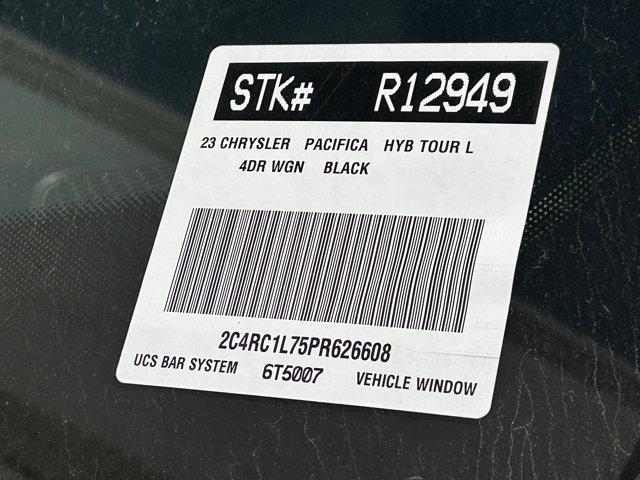 STK# R12949
23 CHRYSLER PACIFICA HYB TOUR L
4DR WGN BLACK
2C4RC1L75PR626608
UCS BAR SYSTEM 6T5007 VEHICLE WINDOW